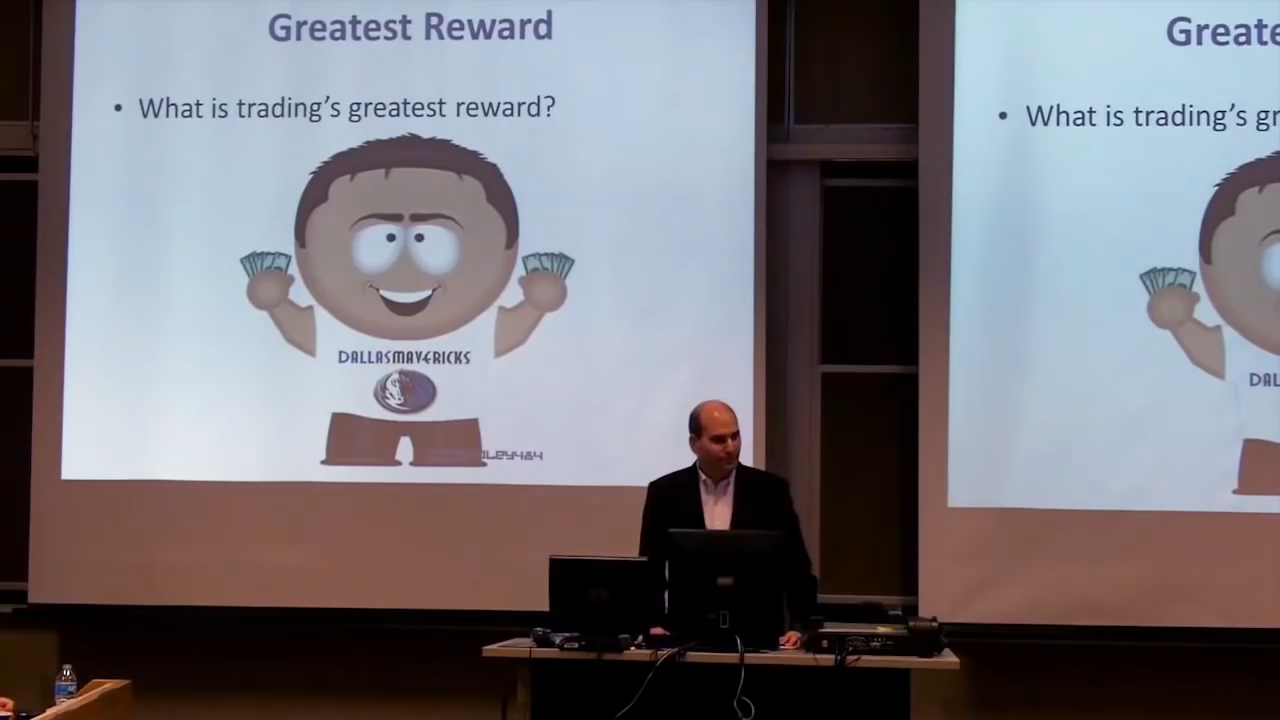 Greatest Reward
• What is trading's greatest reward?
DALLASMAVERICKS
Greate
• What is trading's gr
DAL